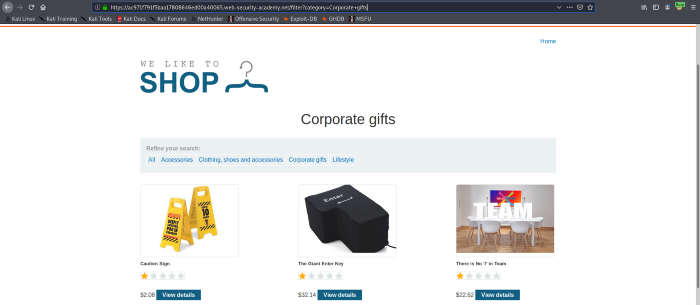 https://ac971f791f5baa17808646ed00a40065.web-security-academy.net/filter?category=Corporate+gifts
Kali Linux Kali Training Kali Tools Kali Docs Kali Forums NetHunter Offensive Security Exploit-DB GHDB MSFU
Home
WE LIKE TO
SHOP
Corporate gifts
Refine your search:
All Accessories Clothing, shoes and accessories Corporate gifts Lifestyle
Enter
TEAM
Caution Sign The Giant Enter Key There is No 'I' in Team
$2.08 View details $32.14 View details $22.62 View details